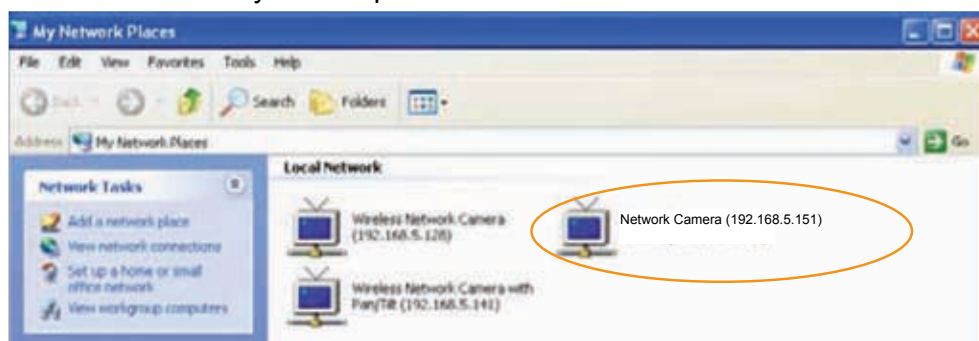 My Network Places
File Edit View Favorites Tools Help
Back Search Folders
Address My Network Places Go
Network Tasks
Add a network place
View network connections
Set up a home or small
office network
View workgroup computers
Local Network
Wireless Network Camera
(192.168.5.128)
Network Camera (192.168.5.151)
Wireless Network Camera with
Pan/Tilt (192.168.5.141)